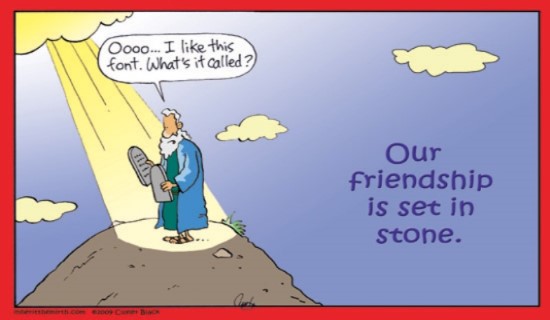 Oooo... I like this
font. What's it called?
Our
friendship
is set in
stone.